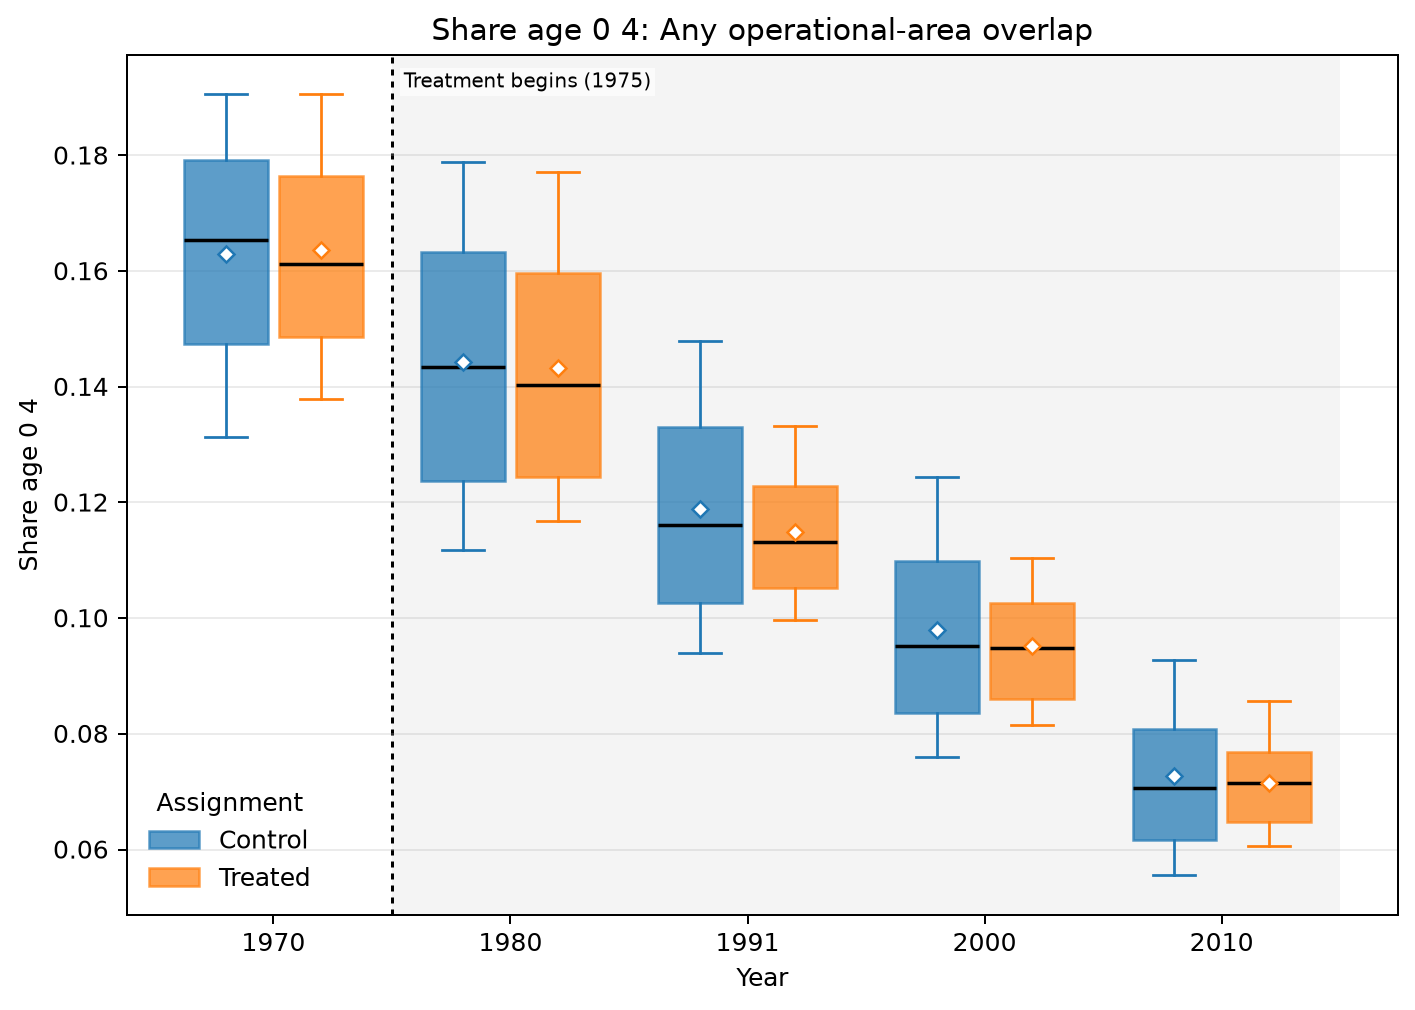 Share age 0 4: Any operational-area overlap
Treatment begins (1975)
Share age 0 4
0.18
0.16
0.14
0.12
0.10
0.08
0.06
Assignment
Control
Treated
1970 1980 1991 2000 2010
Year